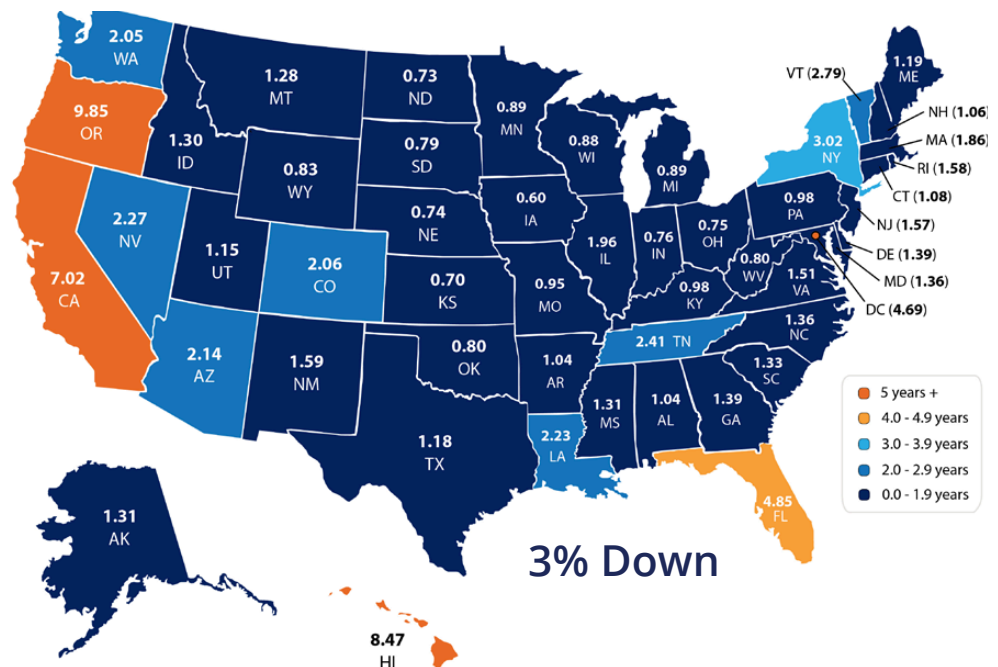 2.05
WA
9.85
OR
7.02
CA
2.27
NV
1.30
ID
1.28
MT
0.83
WY
1.15
UT
2.06
CO
2.14
AZ
1.59
NM
0.73
ND
0.79
SD
0.74
NE
0.70
KS
0.80
OK
1.18
TX
0.89
MN
0.60
IA
0.95
MO
1.04
AR
2.23
LA
0.88
WI
1.96
IL
0.89
MI
0.76
IN
0.75
OH
0.98
KY
2.41 TN
1.31
MS
1.04
AL
1.39
GA
4.85
FL
1.33
SC
1.36
NC
1.51
VA
0.80
WV
0.98
PA
3.02
NY
1.19
ME
VT (2.79)
NH (1.06)
MA (1.86)
RI (1.58)
CT (1.08)
NJ (1.57)
DE (1.39)
MD (1.36)
DC (4.69)
5 years +
4.0 - 4.9 years
3.0 - 3.9 years
2.0 - 2.9 years
0.0 - 1.9 years
1.31
AK
8.47
HI
3% Down